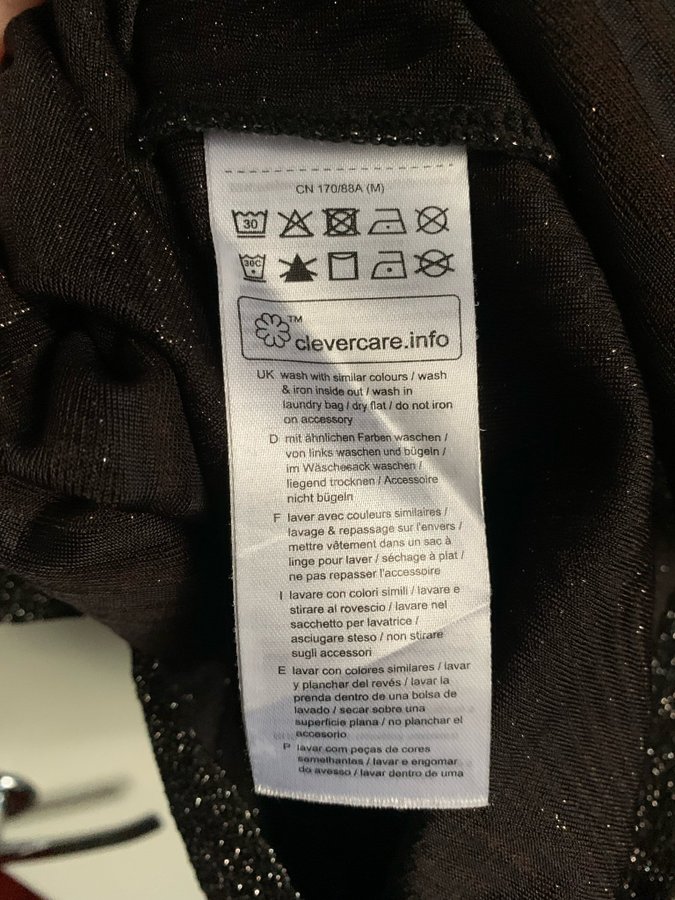 CN 170/88A (M)
30
30C
TM
clevercare.info
UK wash with similar colours / wash
& iron inside out / wash in
laundry bag / dry flat / do not iron
on accessory
D mit ähnlichen Farben waschen /
von links waschen und bügeln /
im Wäschesack waschen /
liegend trocknen / Accessoire
nicht bügeln
F laver avec couleurs similaires /
lavage & repassage sur l'envers /
mettre vêtement dans un sac à
linge pour laver / séchage à plat /
ne pas repasser l'accessoire
I lavare con colori simili / lavare e
stirare al rovescio / lavare nel
sacchetto per lavatrice /
asciugare steso / non stirare
sugli accessori
E lavar con colores similares / lavar
y planchar del revés / lavar la
prenda dentro de una bolsa de
lavado / secar sobre una
superficie plana / no planchar el
accesorio
P lavar com peças de cores
semelhantes / lavar e engomar
do avesso / lavar dentro de uma